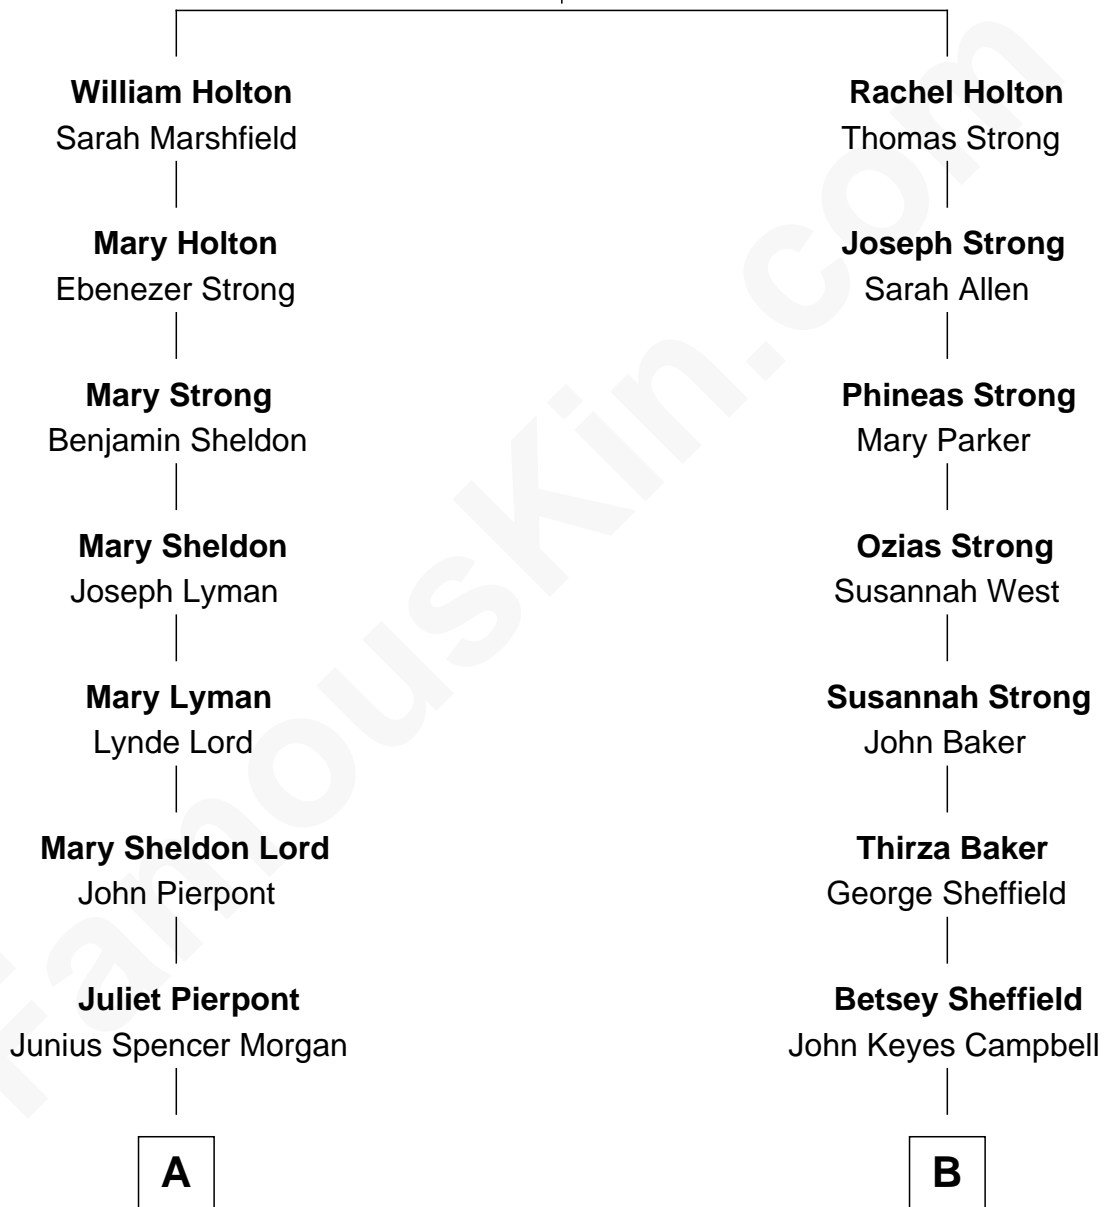 William Holton
Sarah Marshfield
Rachel Holton
Thomas Strong
Mary Holton
Ebenezer Strong
Joseph Strong
Sarah Allen
Mary Strong
Benjamin Sheldon
Phineas Strong
Mary Parker
Mary Sheldon
Joseph Lyman
Ozias Strong
Susannah West
Mary Lyman
Lynde Lord
Susannah Strong
John Baker
Mary Sheldon Lord
John Pierpont
Thirza Baker
George Sheffield
Juliet Pierpont
Junius Spencer Morgan
Betsey Sheffield
John Keyes Campbell
A
B
FamousKin.com